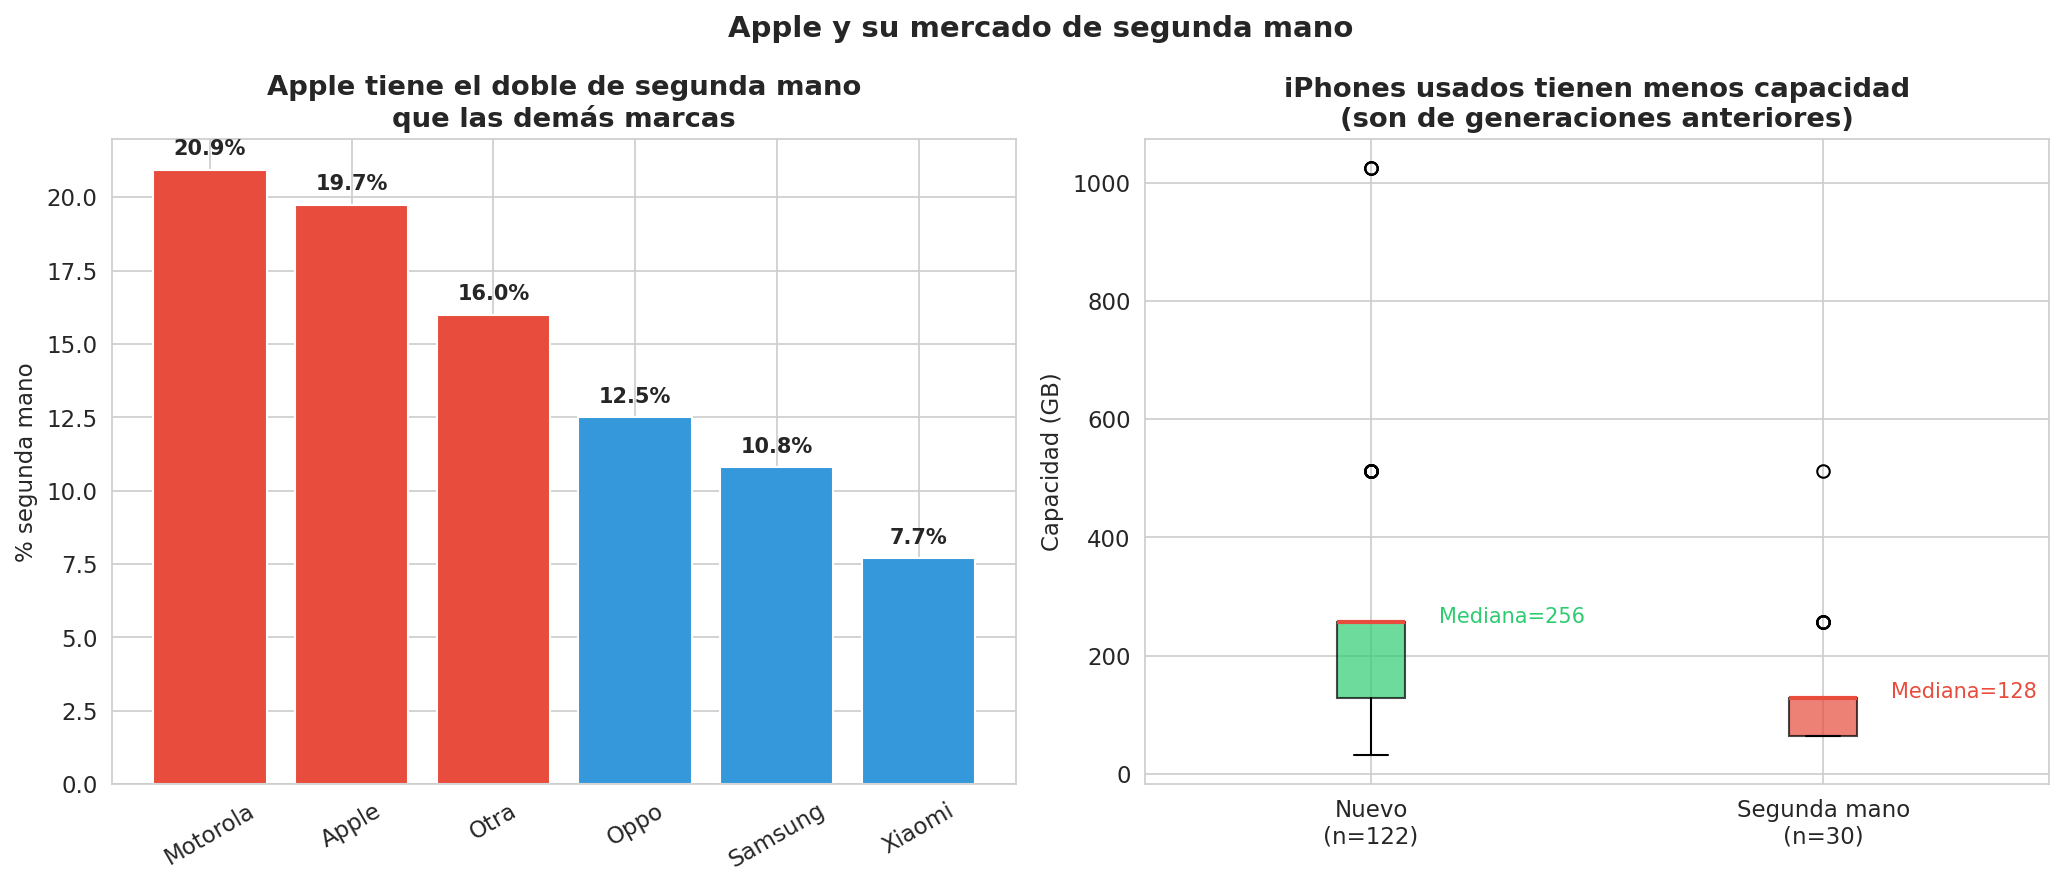 Apple y su mercado de segunda mano
Apple tiene el doble de segunda mano
que las demás marcas
% segunda mano
20.0
17.5
15.0
12.5
10.0
7.5
5.0
2.5
0.0
20.9%
19.7%
16.0%
12.5%
10.8%
7.7%
Motorola
Apple
Otra
Oppo
Samsung
Xiaomi
iPhones usados tienen menos capacidad
(son de generaciones anteriores)
Capacidad (GB)
1000
800
600
400
200
0
Mediana=256
Mediana=128
Nuevo
(n=122)
Segunda mano
(n=30)